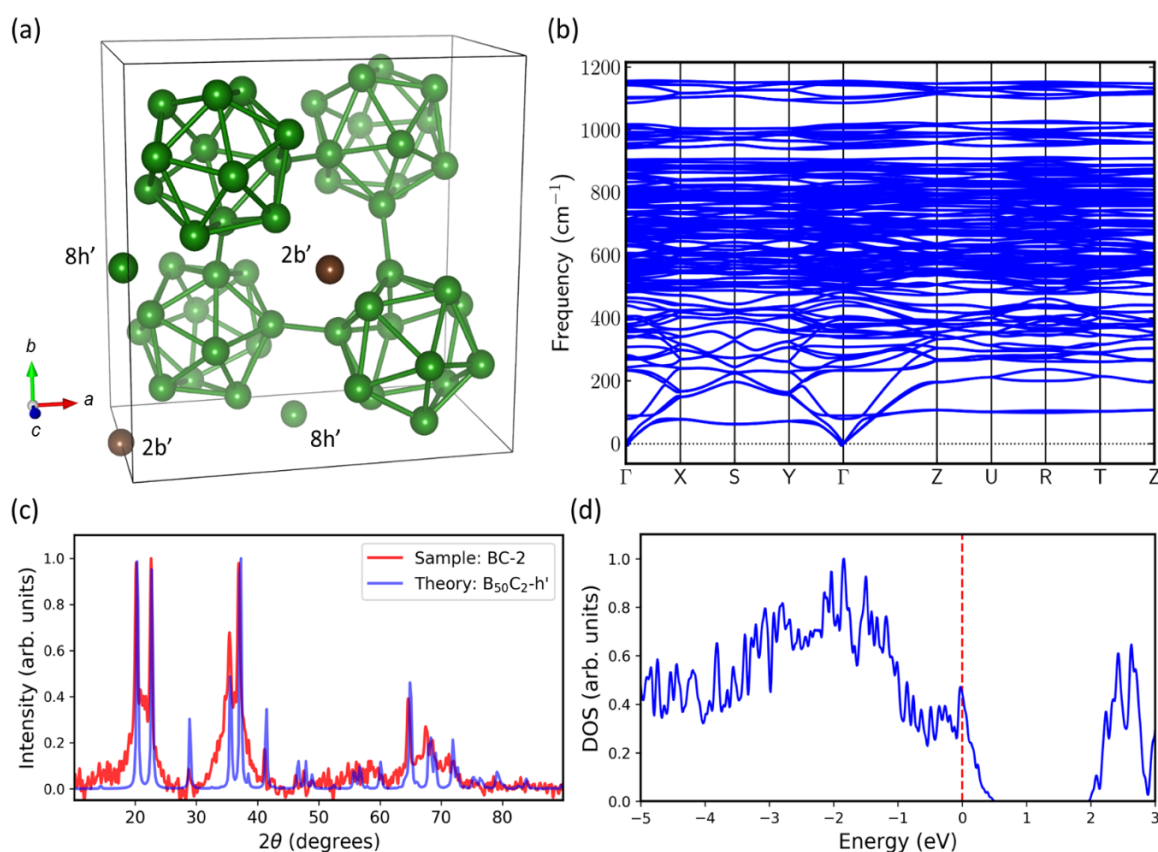 (a)
8h’
2b’
b
a
c
2b’
8h’
(b)
Frequency (cm⁻¹)
1200
1000
800
600
400
200
0
Γ X S Y Γ Z U R T Z
(c)
Intensity (arb. units)
1.0
0.8
0.6
0.4
0.2
0.0
Sample: BC-2
Theory: B₅₀C₂-h'
20 30 40 50 60 70 80
2θ (degrees)
(d)
DOS (arb. units)
1.0
0.8
0.6
0.4
0.2
0.0
−5 −4 −3 −2 −1 0 1 2 3
Energy (eV)